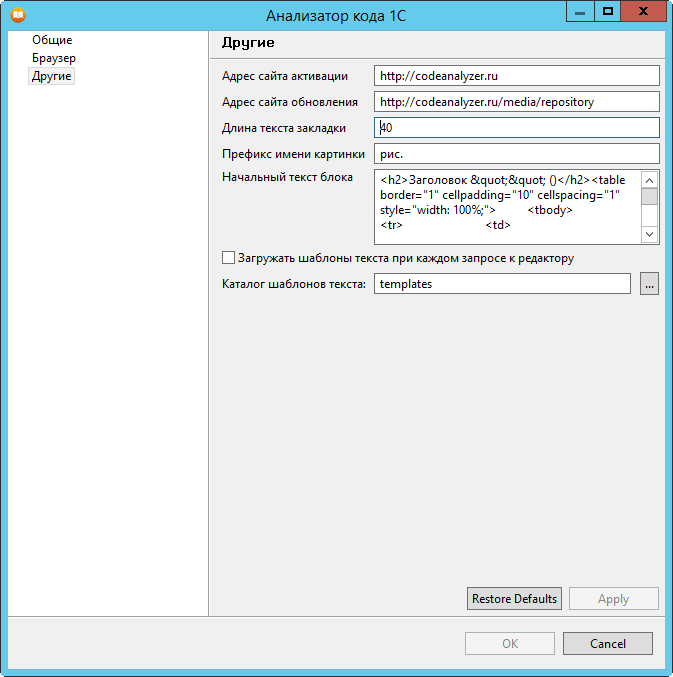 Анализатор кода 1С
Общие
Браузер
Другие
Другие
Адрес сайта активации
http://codeanalyzer.ru
Адрес сайта обновления
http://codeanalyzer.ru/media/repository
Длина текста закладки
40
Префикс имени картинки
рис.
Начальный текст блока
<h2>Заголовок &quot;&quot; ()</h2><table
border="1" cellpadding="10" cellspacing="1"
style="width: 100%;"> <tbody>
<tr> <td>
Загружать шаблоны текста при каждом запросе к редактору
Каталог шаблонов текста:
templates
...
Restore Defaults
Apply
OK
Cancel